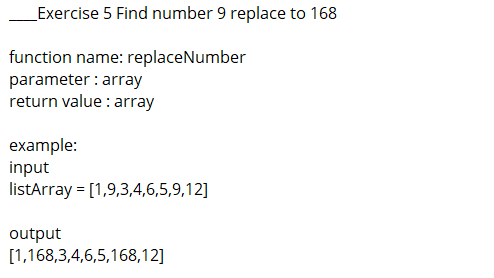 ____Exercise 5 Find number 9 replace to 168
function name: replaceNumber
parameter : array
return value : array
example:
input
listArray = [1,9,3,4,6,5,9,12]
output
[1,168,3,4,6,5,168,12]